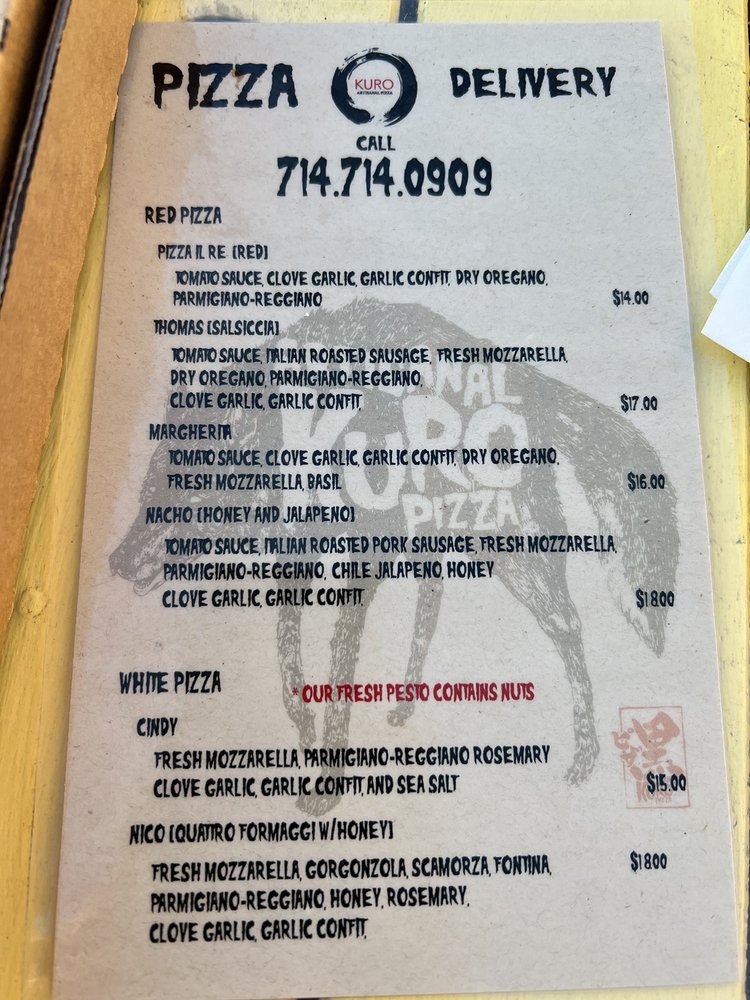 PIZZA KURO DELIVERY
ARTISANAL PIZZA
CALL
714.714.0909
RED PIZZA
PIZZA IL RE [RED]
TOMATO SAUCE, CLOVE GARLIC, GARLIC CONFIT, DRY OREGANO,
PARMIGIANO-REGGIANO $14.00
THOMAS [SALSICCIA]
TOMATO SAUCE, ITALIAN ROASTED SAUSAGE, FRESH MOZZARELLA,
DRY OREGANO, PARMIGIANO-REGGIANO,
CLOVE GARLIC, GARLIC CONFIT, $17.00
MARGHERITA
TOMATO SAUCE, CLOVE GARLIC, GARLIC CONFIT, DRY OREGANO,
FRESH MOZZARELLA, BASIL $16.00
NACHO [HONEY AND JALAPENO]
TOMATO SAUCE, ITALIAN ROASTED PORK SAUSAGE, FRESH MOZZARELLA,
PARMIGIANO-REGGIANO, CHILE JALAPENO, HONEY
CLOVE GARLIC, GARLIC CONFIT, $18.00
KURO
PIZZA
WHITE PIZZA
* OUR FRESH PESTO CONTAINS NUTS
CINDY
FRESH MOZZARELLA, PARMIGIANO-REGGIANO ROSEMARY
CLOVE GARLIC, GARLIC CONFIT, AND SEA SALT $15.00
NICO [QUATTRO FORMAGGI W/HONEY]
FRESH MOZZARELLA, GORGONZOLA, SCAMORZA, FONTINA, $18.00
PARMIGIANO-REGGIANO, HONEY, ROSEMARY,
CLOVE GARLIC, GARLIC CONFIT,